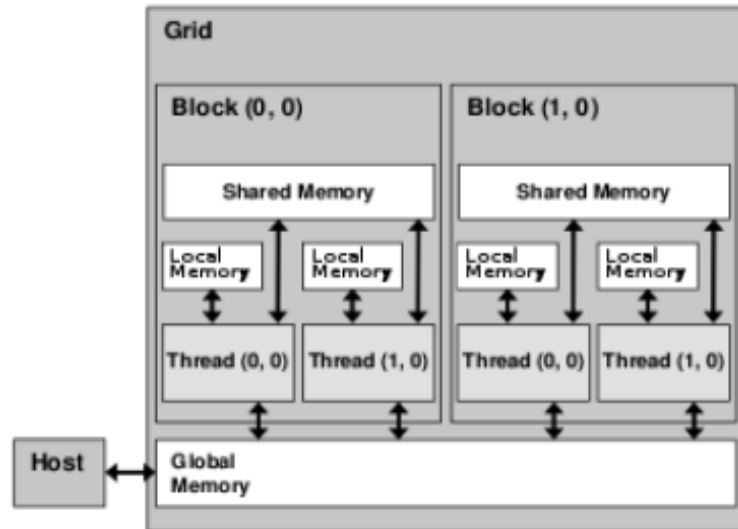 Grid
Block (0, 0)
Block (1, 0)
Shared Memory
Shared Memory
Local
Memory
Local
Memory
Local
Memory
Local
Memory
Thread (0, 0)
Thread (1, 0)
Thread (0, 0)
Thread (1, 0)
Host
Global
Memory